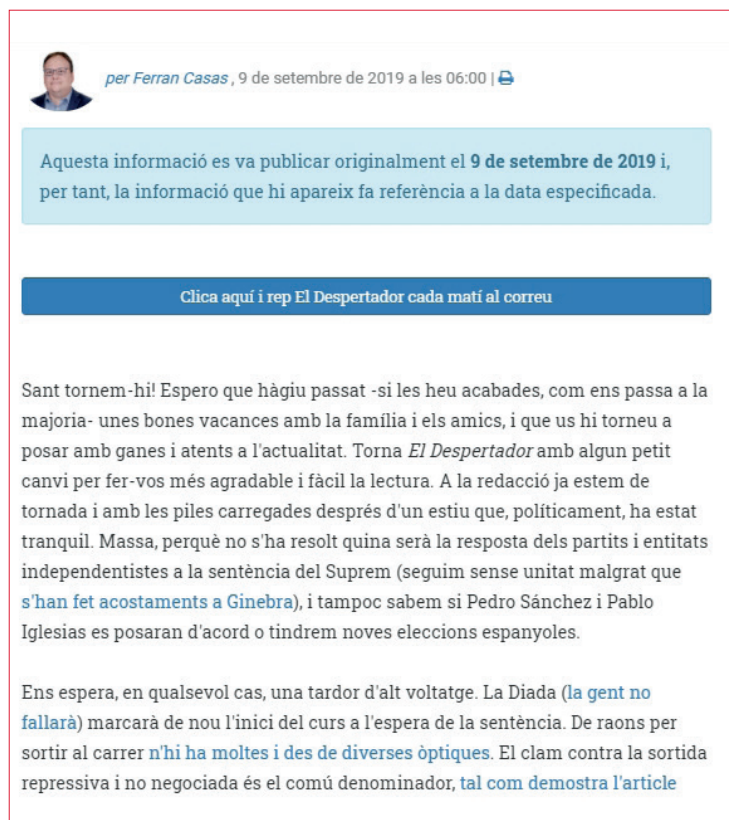 per Ferran Casas , 9 de setembre de 2019 a les 06:00 |
Aquesta informació es va publicar originalment el 9 de setembre de 2019 i,
per tant, la informació que hi apareix fa referència a la data especificada.
Clica aquí i rep El Despertador cada matí al correu
Sant tornem-hi! Espero que hàgiu passat -si les heu acabades, com ens passa a la
majoria- unes bones vacances amb la família i els amics, i que us hi torneu a
posar amb ganes i atents a l'actualitat. Torna El Despertador amb algun petit
canvi per fer-vos més agradable i fàcil la lectura. A la redacció ja estem de
tornada i amb les piles carregades després d'un estiu que, políticament, ha estat
tranquil. Massa, perquè no s'ha resolt quina serà la resposta dels partits i entitats
independentistes a la sentència del Suprem (seguim sense unitat malgrat que
s'han fet acostaments a Ginebra), i tampoc sabem si Pedro Sánchez i Pablo
Iglesias es posaran d'acord o tindrem noves eleccions espanyoles.
Ens espera, en qualsevol cas, una tardor d'alt voltatge. La Diada (la gent no
fallarà) marcarà de nou l'inici del curs a l'espera de la sentència. De raons per
sortir al carrer n'hi ha moltes i des de diverses òptiques. El clam contra la sortida
repressiva i no negociada és el comú denominador, tal com demostra l'article